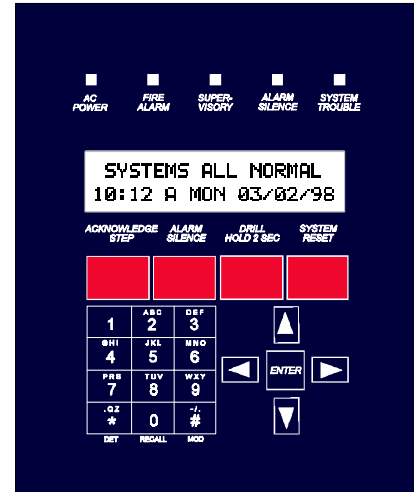 AC POWER
FIRE ALARM
SUPER- VISORY
ALARM SILENCE
SYSTEM TROUBLE
SYSTEMS ALL NORMAL
10:12 A MON 03/02/98
ACKNOWLEDGE STEP
ALARM SILENCE
DRILL HOLD 2 SEC
SYSTEM RESET
1
ABC 2
DEF 3
GHI 4
JKL 5
MNO 6
PRS 7
TUV 8
WXY 9
.QZ *
0
-/. #
DET
RECALL
MOD
ENTER